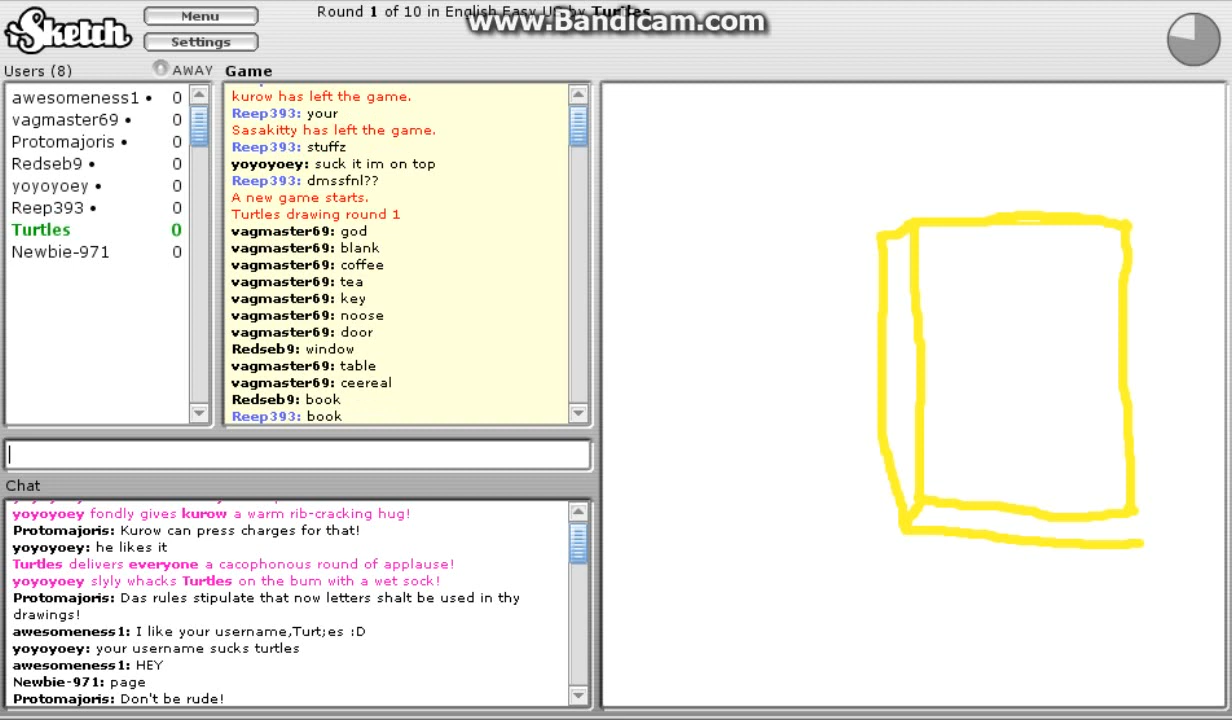 iSketch
Menu
Settings
Round 1 of 10 in English Easy by Turtles
www.Bandicam.com
Users (8)
AWAY
awesomeness1 • 0
vagmaster69 • 0
Protomajoris • 0
Redseb9 • 0
yoyoyoey • 0
Reep393 • 0
Turtles 0
Newbie-971 0
Game
kurow has left the game.
Reep393: your
Sasakitty has left the game.
Reep393: stuffz
yoyoyoey: suck it im on top
Reep393: dmssfnl??
A new game starts.
Turtles drawing round 1
vagmaster69: god
vagmaster69: blank
vagmaster69: coffee
vagmaster69: tea
vagmaster69: key
vagmaster69: noose
vagmaster69: door
Redseb9: window
vagmaster69: table
vagmaster69: ceereal
Redseb9: book
Reep393: book
Chat
yoyoyoey fondly gives kurow a warm rib-cracking hug!
Protomajoris: Kurow can press charges for that!
yoyoyoey: he likes it
Turtles delivers everyone a cacophonous round of applause!
yoyoyoey slyly whacks Turtles on the bum with a wet sock!
Protomajoris: Das rules stipulate that now letters shalt be used in thy
drawings!
awesomeness1: I like your username,Turt;es :D
yoyoyoey: your username sucks turtles
awesomeness1: HEY
Newbie-971: page
Protomajoris: Don't be rude!